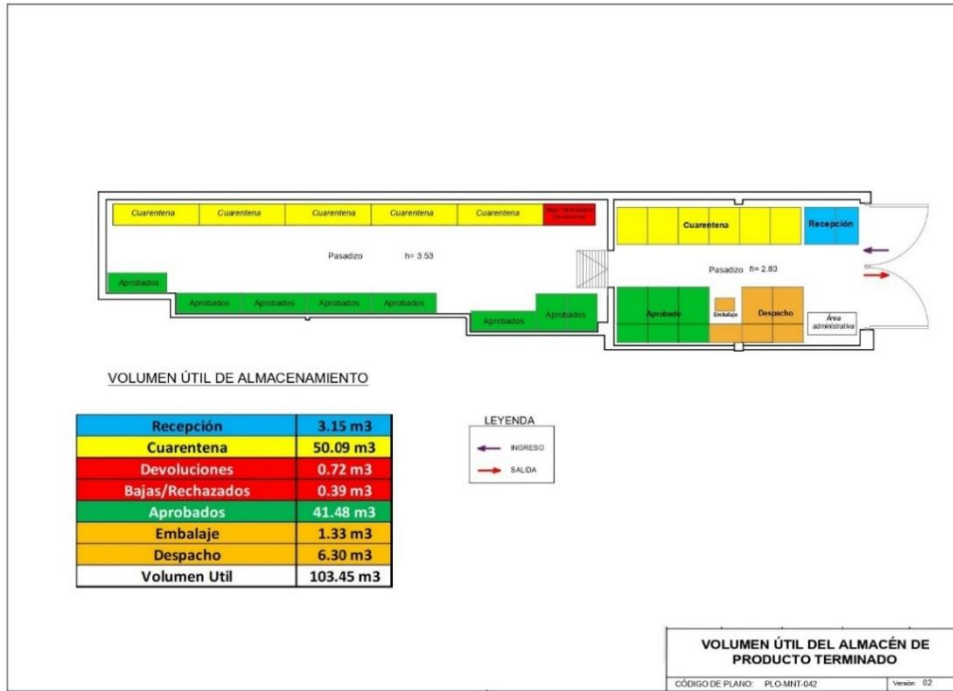 Cuarentena Cuarentena Cuarentena Cuarentena Cuarentena
Cuarentena Recepción
Pasadizo h= 3.53
Pasadizo h= 2.83
Aprobados
Aprobados Aprobados Aprobados Aprobados
Aprobados Aprobados
Aprobado Embalaje Despacho
Área
administrativa
VOLUMEN ÚTIL DE ALMACENAMIENTO
Recepción 3.15 m3
Cuarentena 50.09 m3
Devoluciones 0.72 m3
Bajas/Rechazados 0.39 m3
Aprobados 41.48 m3
Embalaje 1.33 m3
Despacho 6.30 m3
Volumen Util 103.45 m3
LEYENDA
INGRESO
SALIDA
VOLUMEN ÚTIL DEL ALMACÉN DE
PRODUCTO TERMINADO
CÓDIGO DE PLANO: PLO-MNT-042 Versión: 02